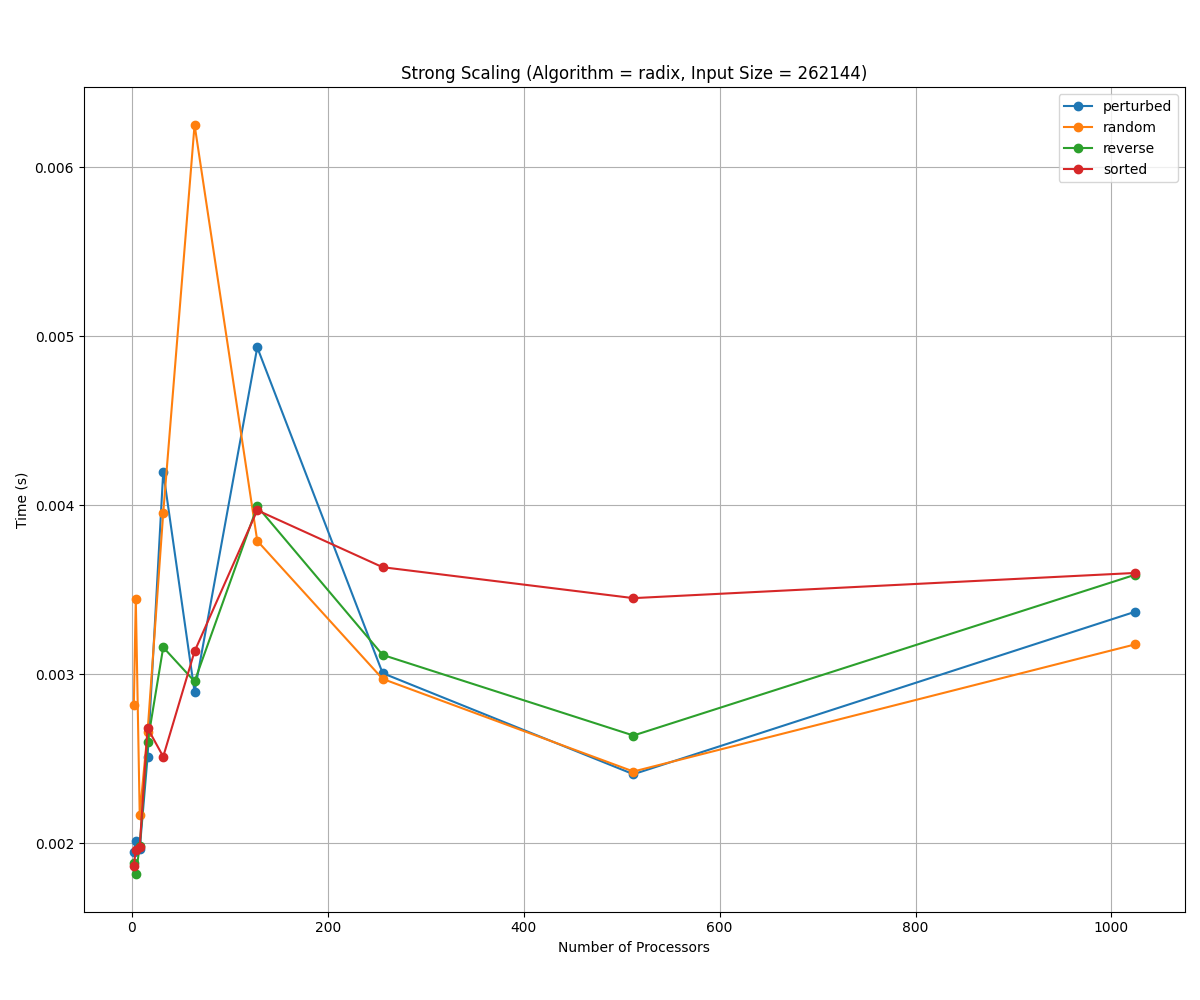 Strong Scaling (Algorithm = radix, Input Size = 262144)
perturbed
random
reverse
sorted
Time (s)
0.006
0.005
0.004
0.003
0.002
0
200
400
600
800
1000
Number of Processors